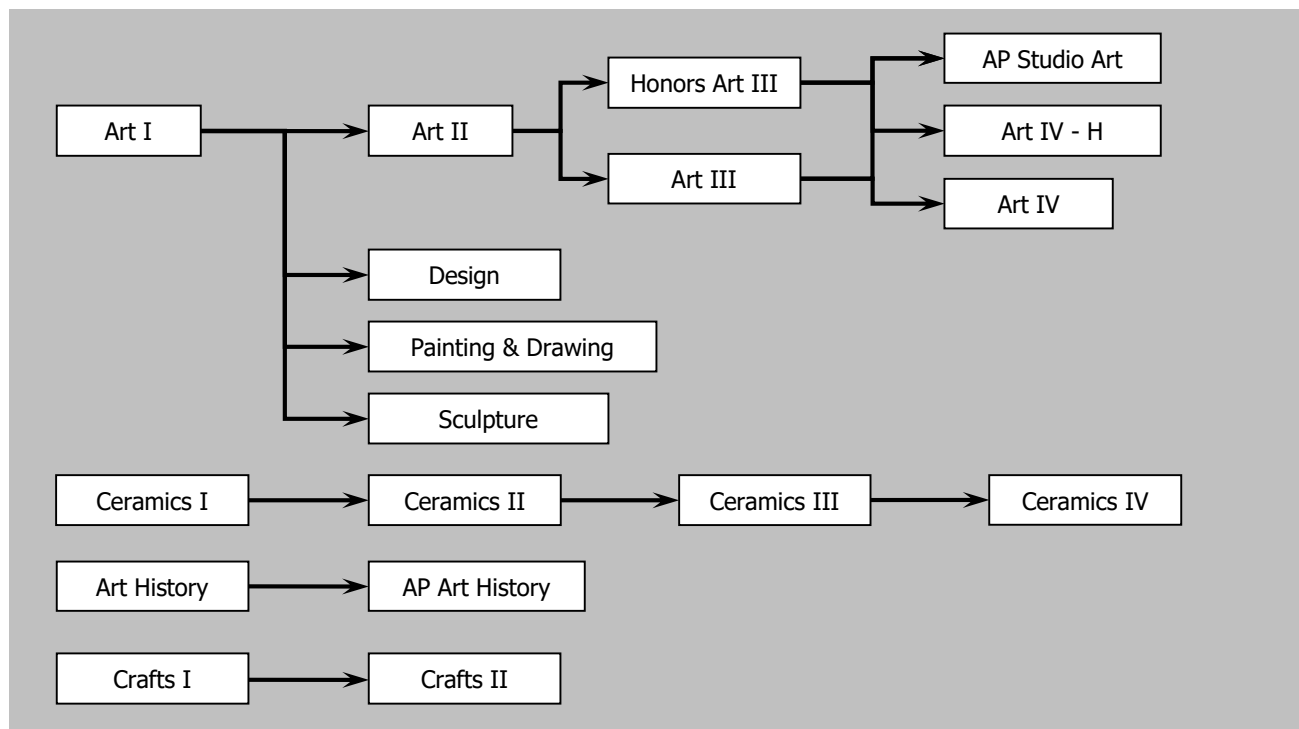 AP Studio Art
Honors Art III
Art I
Art II
Art IV - H
Art III
Art IV
Design
Painting & Drawing
Sculpture
Ceramics I
Ceramics II
Ceramics III
Ceramics IV
Art History
AP Art History
Crafts I
Crafts II